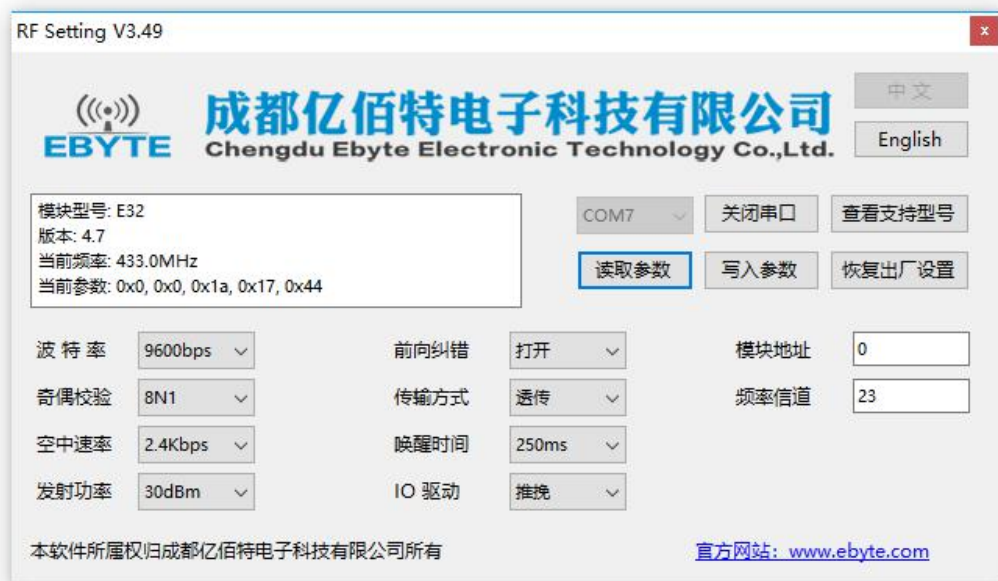 RF Setting V3.49
x
EBYTE
成都亿佰特电子科技有限公司
Chengdu Ebyte Electronic Technology Co.,Ltd.
中文
English
模块型号: E32
版本: 4.7
当前频率: 433.0MHz
当前参数: 0x0, 0x0, 0x1a, 0x17, 0x44
COM7 关闭串口 查看支持型号
读取参数 写入参数 恢复出厂设置
波特率 9600bps 前向纠错 打开 模块地址 0
奇偶校验 8N1 传输方式 透传 频率信道 23
空中速率 2.4Kbps 唤醒时间 250ms
发射功率 30dBm IO 驱动 推挽
本软件所属权归成都亿佰特电子科技有限公司所有 官方网站：www.ebyte.com